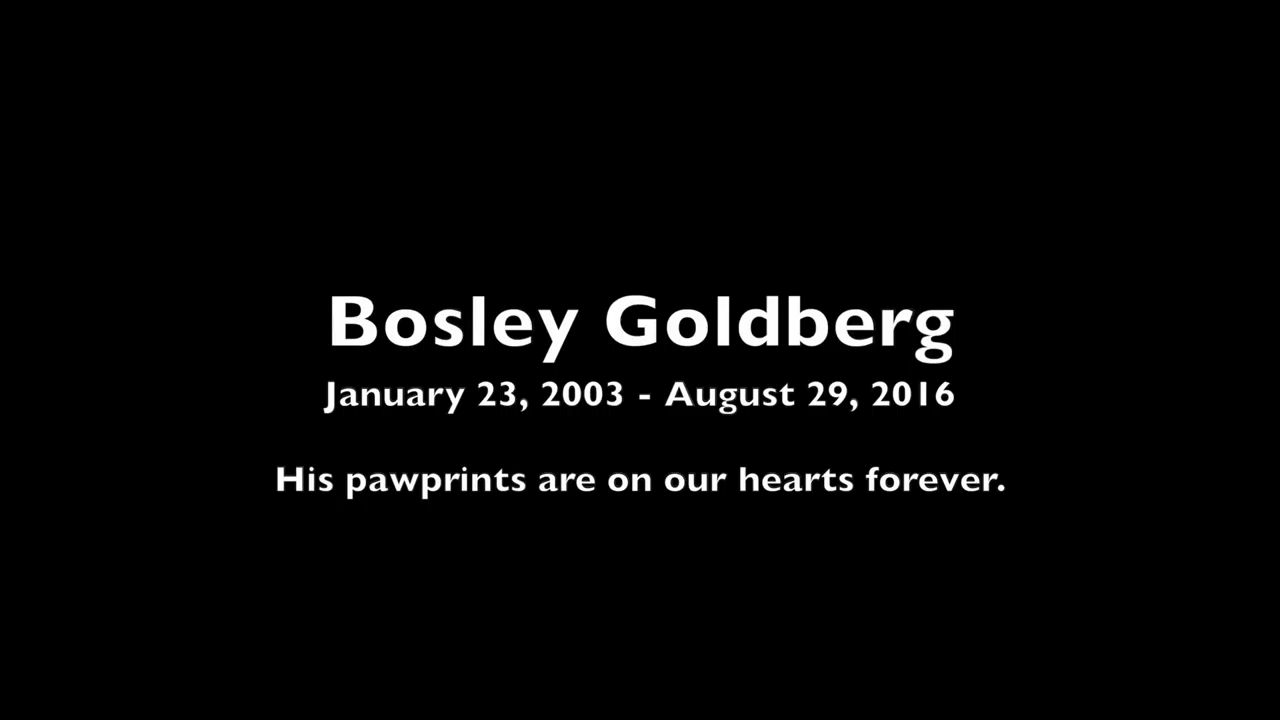 Bosley Goldberg
January 23, 2003 - August 29, 2016
His pawprints are on our hearts forever.